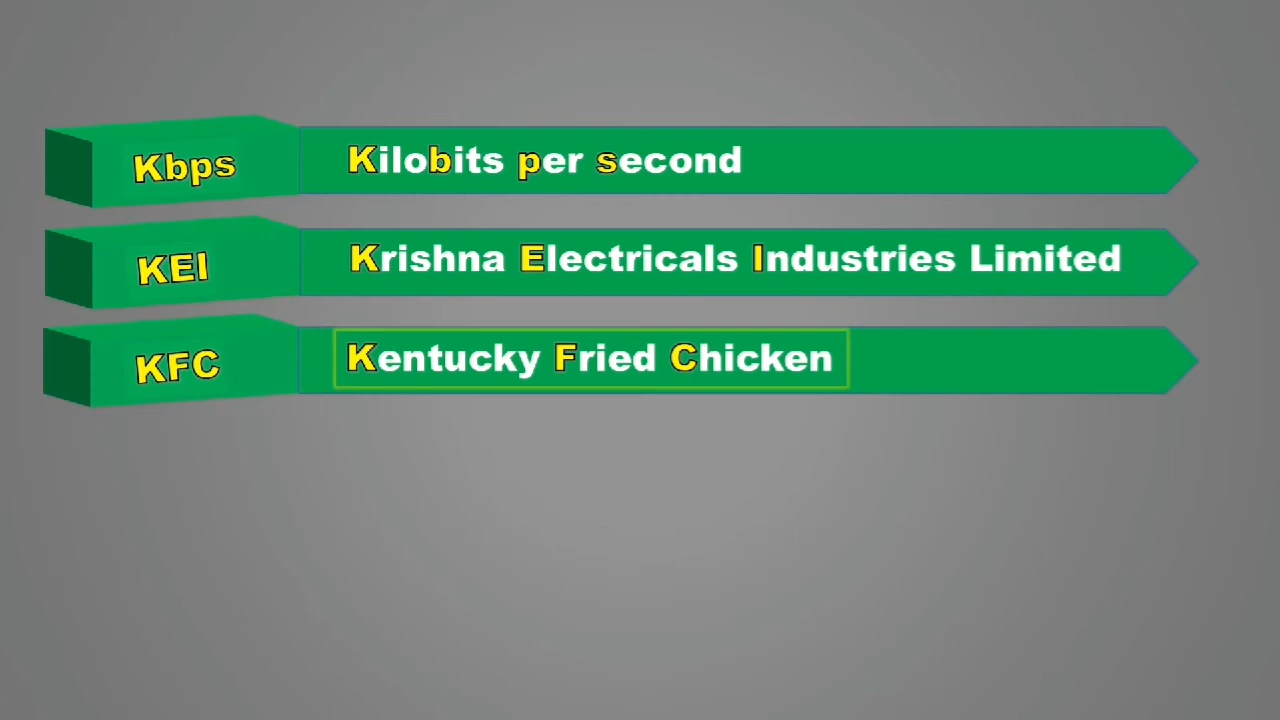 Kbps Kilobits per second
KEI Krishna Electricals Industries Limited
KFC Kentucky Fried Chicken